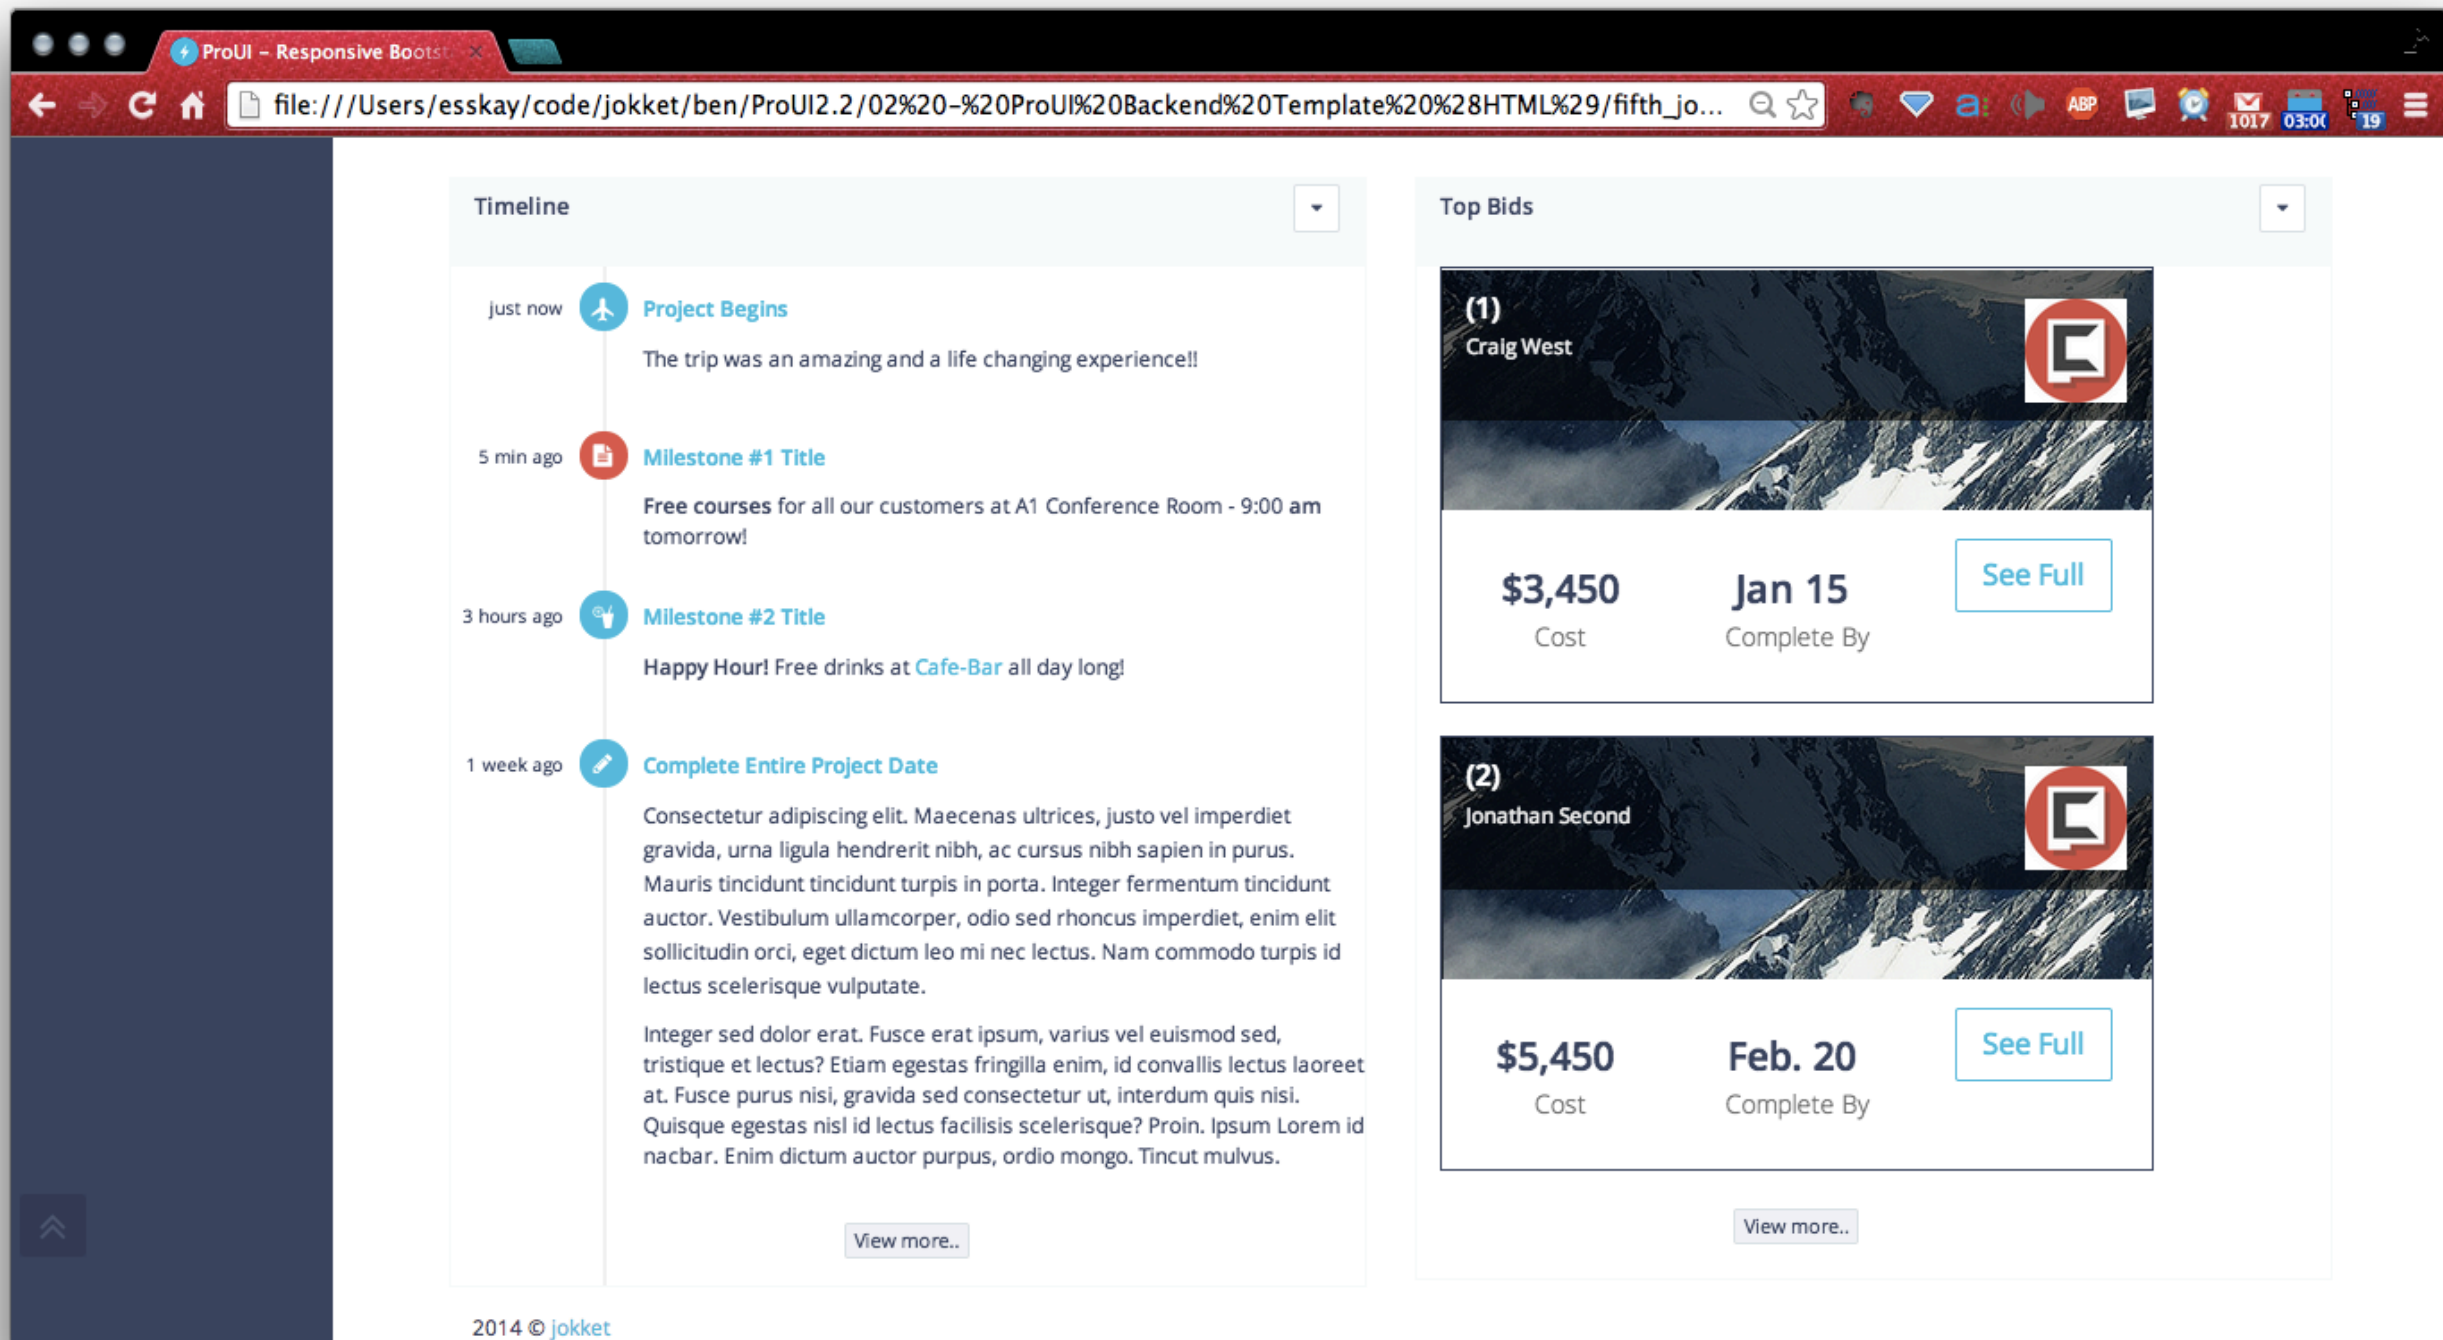 ProUI – Responsive Bootst
file:///Users/esskay/code/jokket/ben/ProUI2.2/02%20-%20ProUI%20Backend%20Template%20%28HTML%29/fifth_jo...
a:
ABP
1017
03:0(
19
Timeline
just now
Project Begins
The trip was an amazing and a life changing experience!!
5 min ago
Milestone #1 Title
Free courses for all our customers at A1 Conference Room - 9:00 am
tomorrow!
3 hours ago
Milestone #2 Title
Happy Hour! Free drinks at Cafe-Bar all day long!
1 week ago
Complete Entire Project Date
Consectetur adipiscing elit. Maecenas ultrices, justo vel imperdiet
gravida, urna ligula hendrerit nibh, ac cursus nibh sapien in purus.
Mauris tincidunt tincidunt turpis in porta. Integer fermentum tincidunt
auctor. Vestibulum ullamcorper, odio sed rhoncus imperdiet, enim elit
sollicitudin orci, eget dictum leo mi nec lectus. Nam commodo turpis id
lectus scelerisque vulputate.
Integer sed dolor erat. Fusce erat ipsum, varius vel euismod sed,
tristique et lectus? Etiam egestas fringilla enim, id convallis lectus laoreet
at. Fusce purus nisi, gravida sed consectetur ut, interdum quis nisi.
Quisque egestas nisl id lectus facilisis scelerisque? Proin. Ipsum Lorem id
nacbar. Enim dictum auctor purpus, ordio mongo. Tincut mulvus.
View more..
Top Bids
(1)
Craig West
$3,450
Cost
Jan 15
Complete By
See Full
(2)
Jonathan Second
$5,450
Cost
Feb. 20
Complete By
See Full
View more..
2014 © jokket